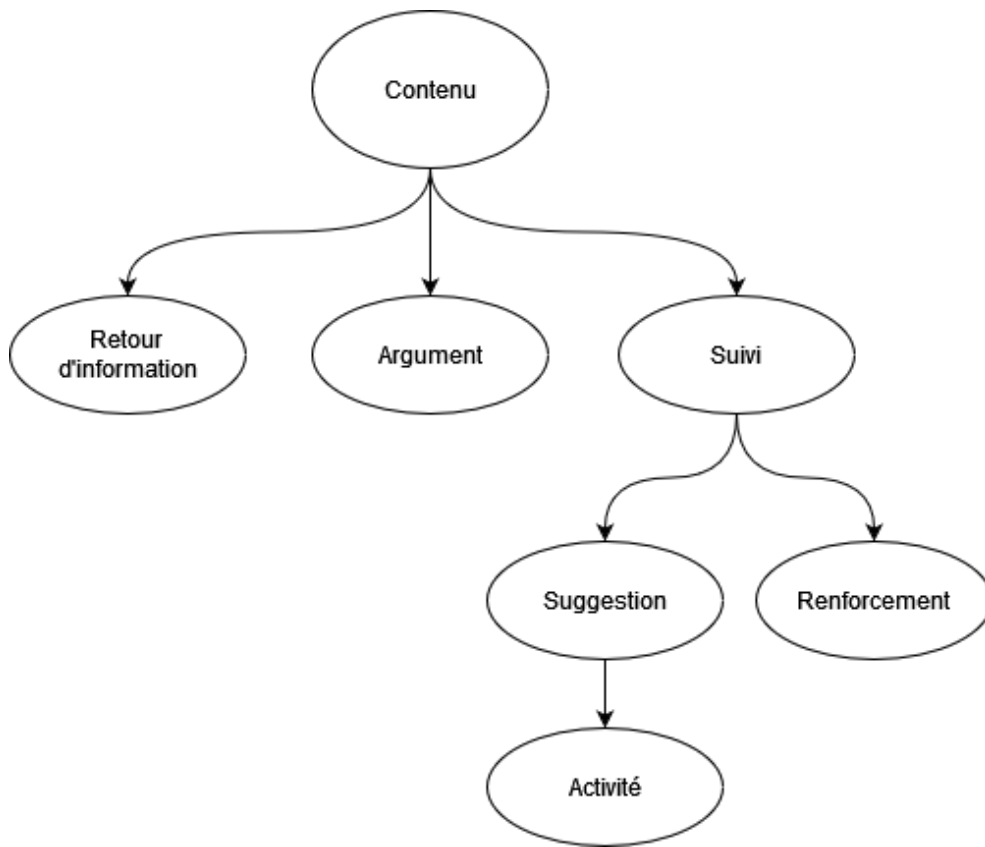 Contenu
Retour
d'information
Argument
Suivi
Suggestion
Renforcement
Activité